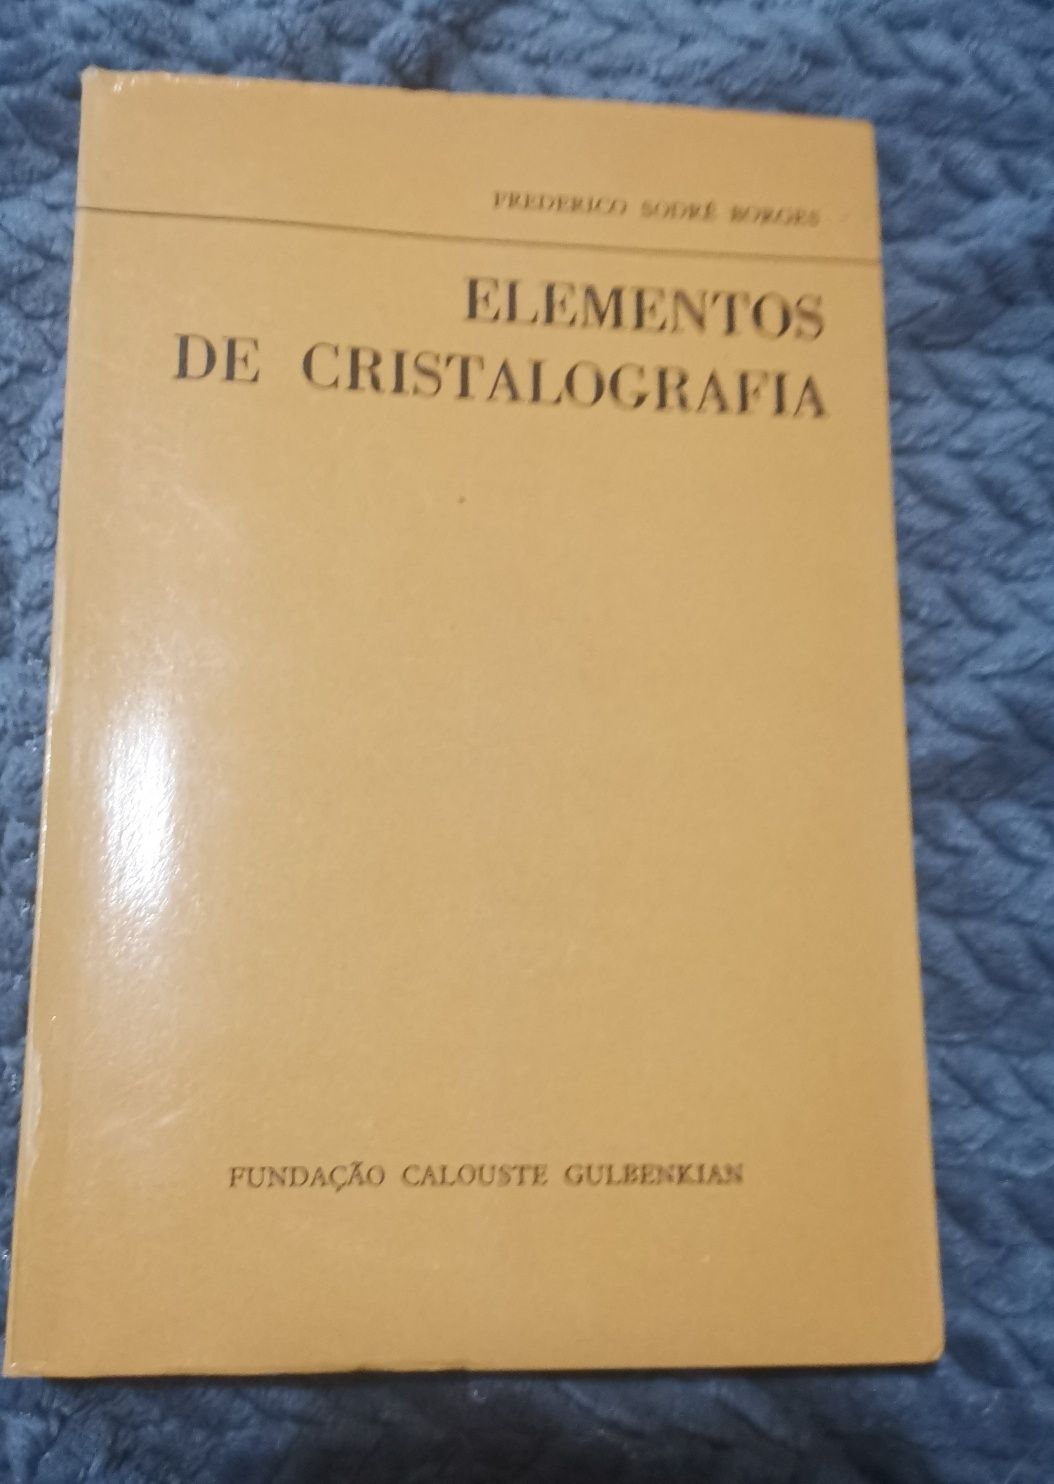 FREDERICO SODRÉ BORGES
ELEMENTOS
DE CRISTALOGRAFIA
FUNDAÇÃO CALOUSTE GULBENKIAN